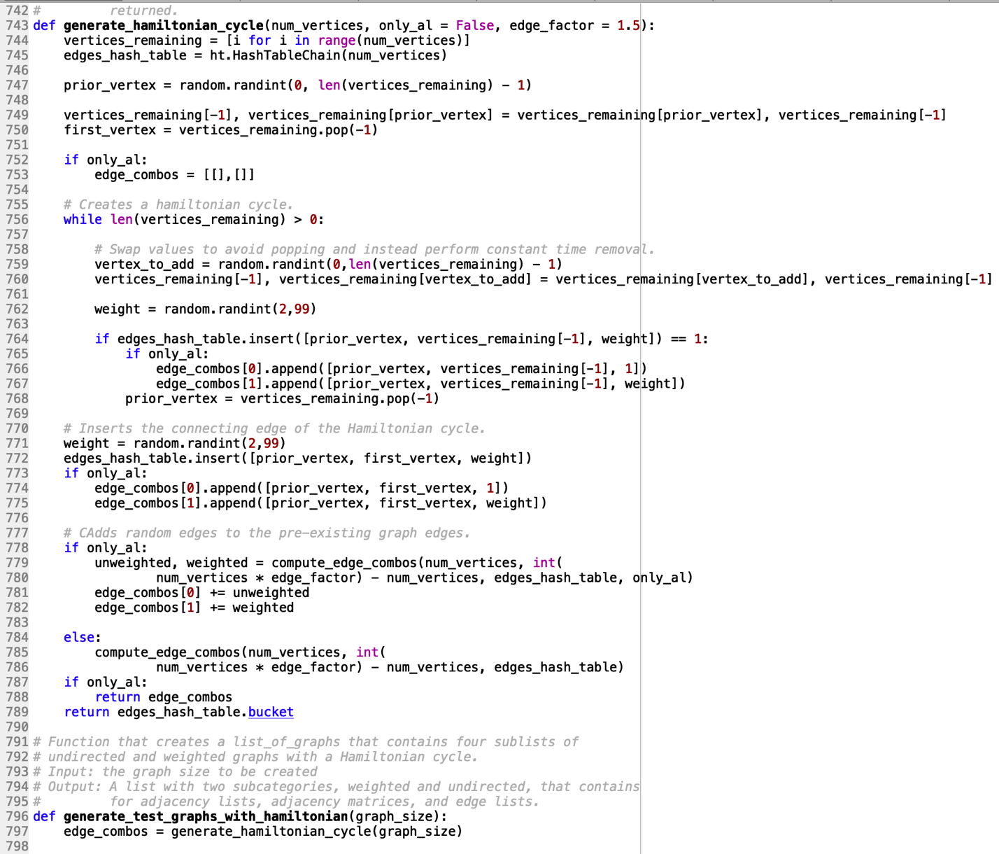 742 #         returned.
743 def generate_hamiltonian_cycle(num_vertices, only_al = False, edge_factor = 1.5):
744     vertices_remaining = [i for i in range(num_vertices)]
745     edges_hash_table = ht.HashTableChain(num_vertices)
746
747     prior_vertex = random.randint(0, len(vertices_remaining) - 1)
748
749     vertices_remaining[-1], vertices_remaining[prior_vertex] = vertices_remaining[prior_vertex], vertices_remaining[-1]
750     first_vertex = vertices_remaining.pop(-1)
751
752     if only_al:
753         edge_combos = [[],[]]
754
755     # Creates a hamiltonian cycle.
756     while len(vertices_remaining) > 0:
757
758         # Swap values to avoid popping and instead perform constant time removal.
759         vertex_to_add = random.randint(0,len(vertices_remaining) - 1)
760         vertices_remaining[-1], vertices_remaining[vertex_to_add] = vertices_remaining[vertex_to_add], vertices_remaining[-1]
761
762         weight = random.randint(2,99)
763
764         if edges_hash_table.insert([prior_vertex, vertices_remaining[-1], weight]) == 1:
765             if only_al:
766                 edge_combos[0].append([prior_vertex, vertices_remaining[-1], 1])
767                 edge_combos[1].append([prior_vertex, vertices_remaining[-1], weight])
768             prior_vertex = vertices_remaining.pop(-1)
769
770     # Inserts the connecting edge of the Hamiltonian cycle.
771     weight = random.randint(2,99)
772     edges_hash_table.insert([prior_vertex, first_vertex, weight])
773     if only_al:
774         edge_combos[0].append([prior_vertex, first_vertex, 1])
775         edge_combos[1].append([prior_vertex, first_vertex, weight])
776
777     # CAdds random edges to the pre-existing graph edges.
778     if only_al:
779         unweighted, weighted = compute_edge_combos(num_vertices, int(
780                 num_vertices * edge_factor) - num_vertices, edges_hash_table, only_al)
781         edge_combos[0] += unweighted
782         edge_combos[1] += weighted
783
784     else:
785         compute_edge_combos(num_vertices, int(
786                 num_vertices * edge_factor) - num_vertices, edges_hash_table)
787     if only_al:
788         return edge_combos
789     return edges_hash_table.bucket
790
791 # Function that creates a list_of_graphs that contains four sublists of
792 # undirected and weighted graphs with a Hamiltonian cycle.
793 # Input: the graph size to be created
794 # Output: A list with two subcategories, weighted and undirected, that contains
795 #         for adjacency lists, adjacency matrices, and edge lists.
796 def generate_test_graphs_with_hamiltonian(graph_size):
797     edge_combos = generate_hamiltonian_cycle(graph_size)
798